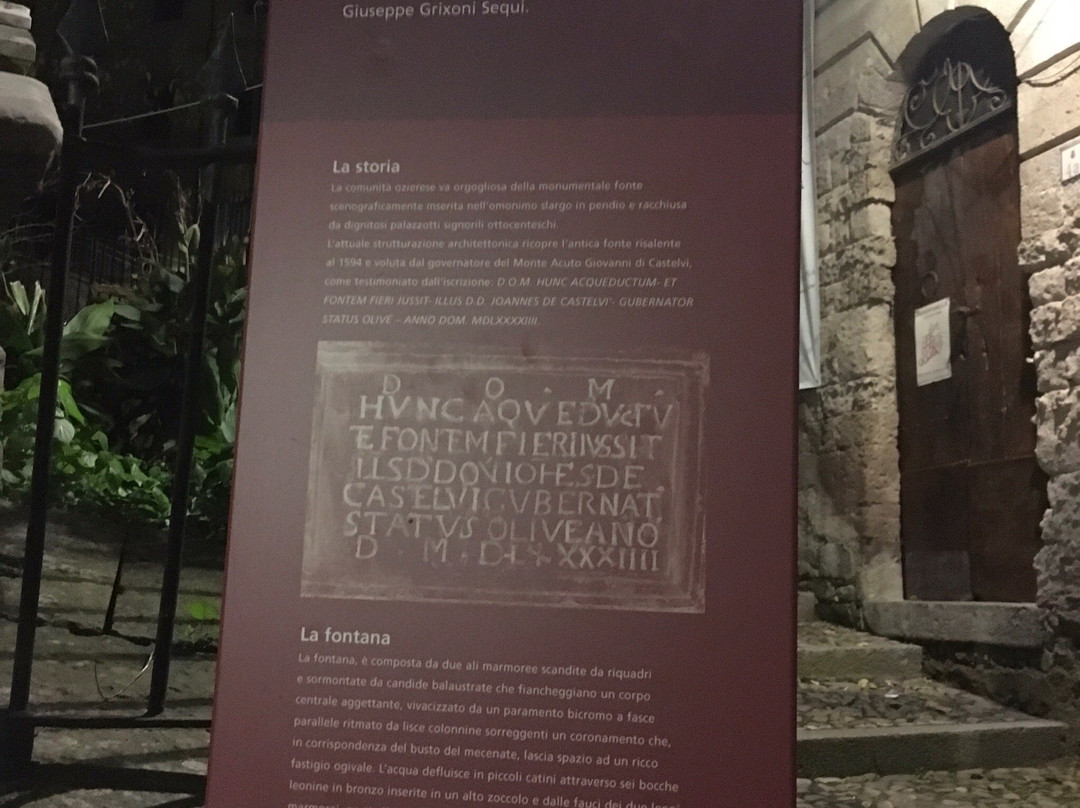 Giuseppe Grixoni Sequi.
La storia
La comunità ozierese va orgogliosa della monumentale fonte
scenograficamente inserita nell'omonimo slargo in pendio e racchiusa
da dignitosi palazzotti signorili ottocenteschi.
L'attuale strutturazione architettonica ricopre l'antica fonte risalente
al 1594 e voluta dal governatore del Monte Acuto Giovanni di Castelvì,
come testimoniato dall'iscrizione: D.O.M. HUNC ACQUEDUCTUM- ET
FONTEM FIERI JUSSIT- ILLUS D.D. JOANNES DE CASTELVI'- GUBERNATOR
STATUS OLIVE – ANNO DOM. MDLXXXXIIII.
D O . M .
HVNC AQVEDVCTV
E FONTEM FIERI IVSSIT
ILLSD'DON IOHES DE
CASTELVI GVBERNAT.
STATVS OLIVE ANO
D . M . DLXXXXIIII
La fontana
La fontana, è composta da due ali marmoree scandite da riquadri
e sormontate da candide balaustrate che fiancheggiano un corpo
centrale aggettante, vivacizzato da un paramento bicromo a fasce
parallele ritmato da lisce colonnine sorreggenti un coronamento che,
in corrispondenza del busto del mecenate, lascia spazio ad un ricco
fastigio ogivale. L'acqua defluisce in piccoli catini attraverso sei bocche
leonine in bronzo inserite in un alto zoccolo e dalle fauci dei due leoni